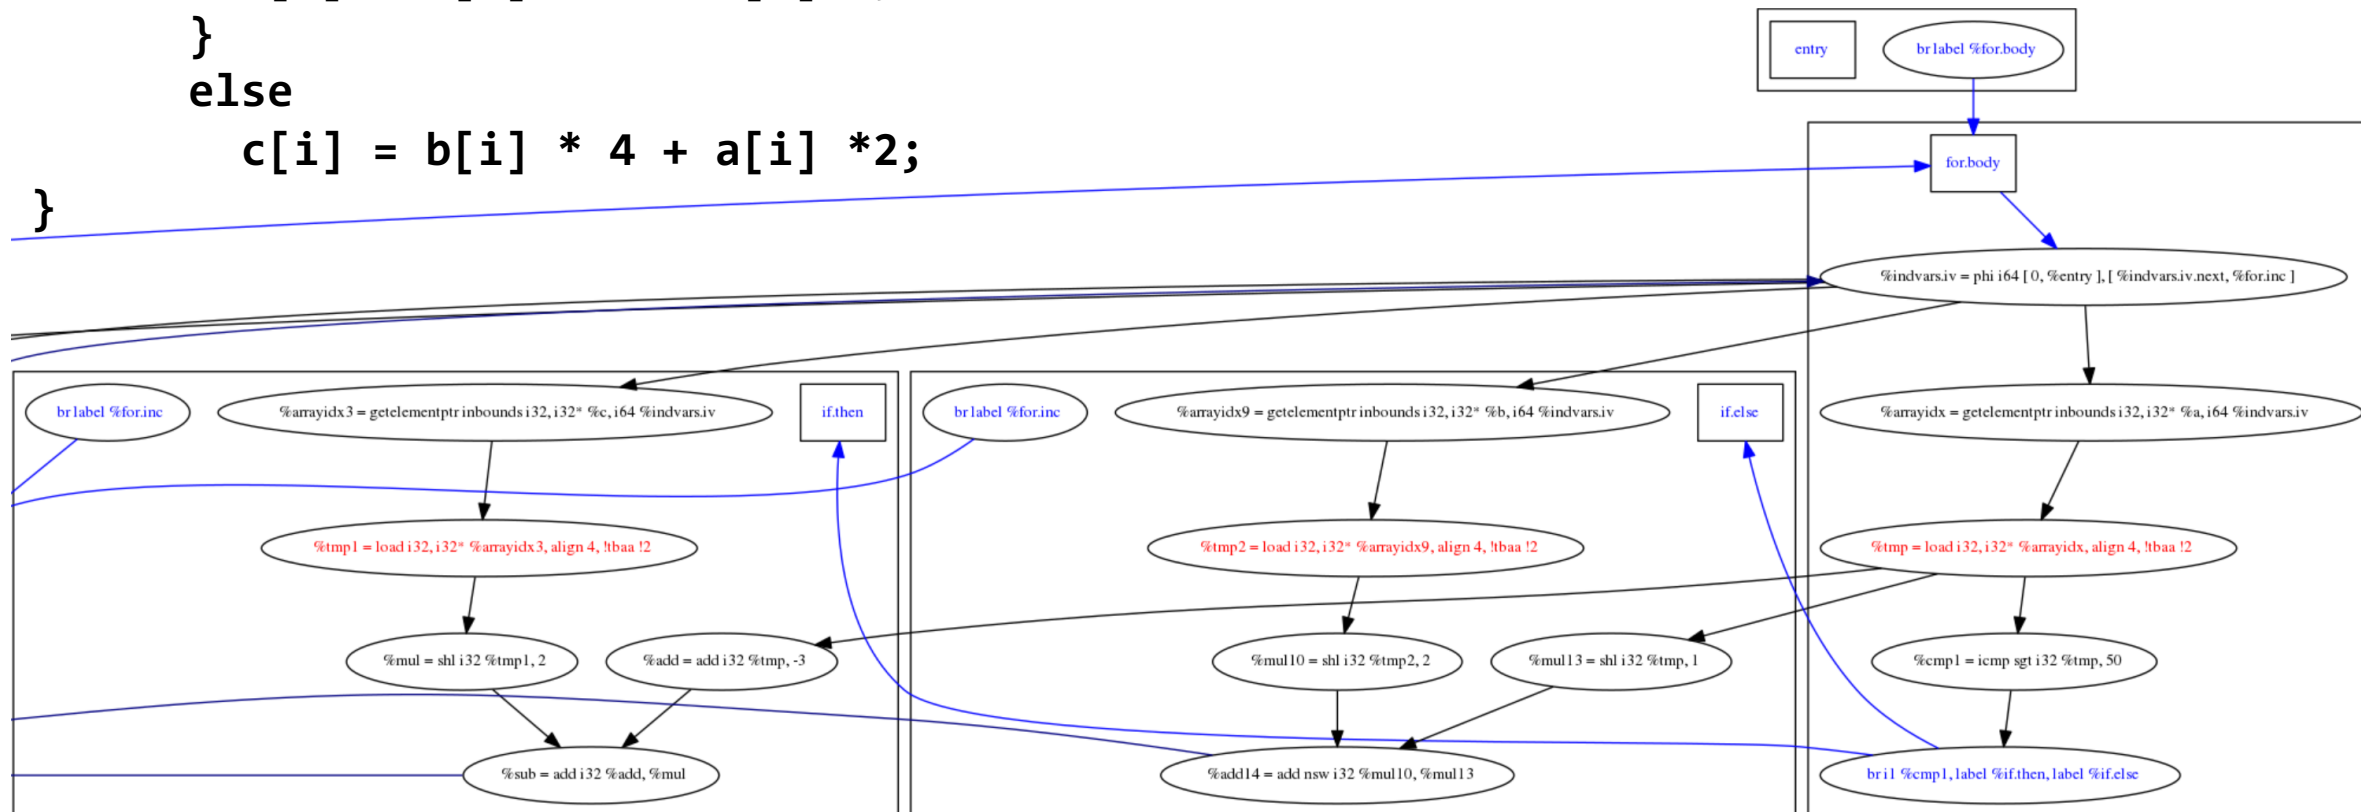 }
else
c[i] = b[i] * 4 + a[i] *2;
}
entry
br label %for.body
for.body
%indvars.iv = phi i64 [ 0, %entry ], [ %indvars.iv.next, %for.inc ]
br label %for.inc
%arrayidx3 = getelementptr inbounds i32, i32* %c, i64 %indvars.iv
if.then
br label %for.inc
%arrayidx9 = getelementptr inbounds i32, i32* %b, i64 %indvars.iv
if.else
%arrayidx = getelementptr inbounds i32, i32* %a, i64 %indvars.iv
%tmp1 = load i32, i32* %arrayidx3, align 4, !tbaa !2
%tmp2 = load i32, i32* %arrayidx9, align 4, !tbaa !2
%tmp = load i32, i32* %arrayidx, align 4, !tbaa !2
%mul = shl i32 %tmp1, 2
%add = add i32 %tmp, -3
%mul10 = shl i32 %tmp2, 2
%mul13 = shl i32 %tmp, 1
%cmp1 = icmp sgt i32 %tmp, 50
%sub = add i32 %add, %mul
%add14 = add nsw i32 %mul10, %mul13
br i1 %cmp1, label %if.then, label %if.else